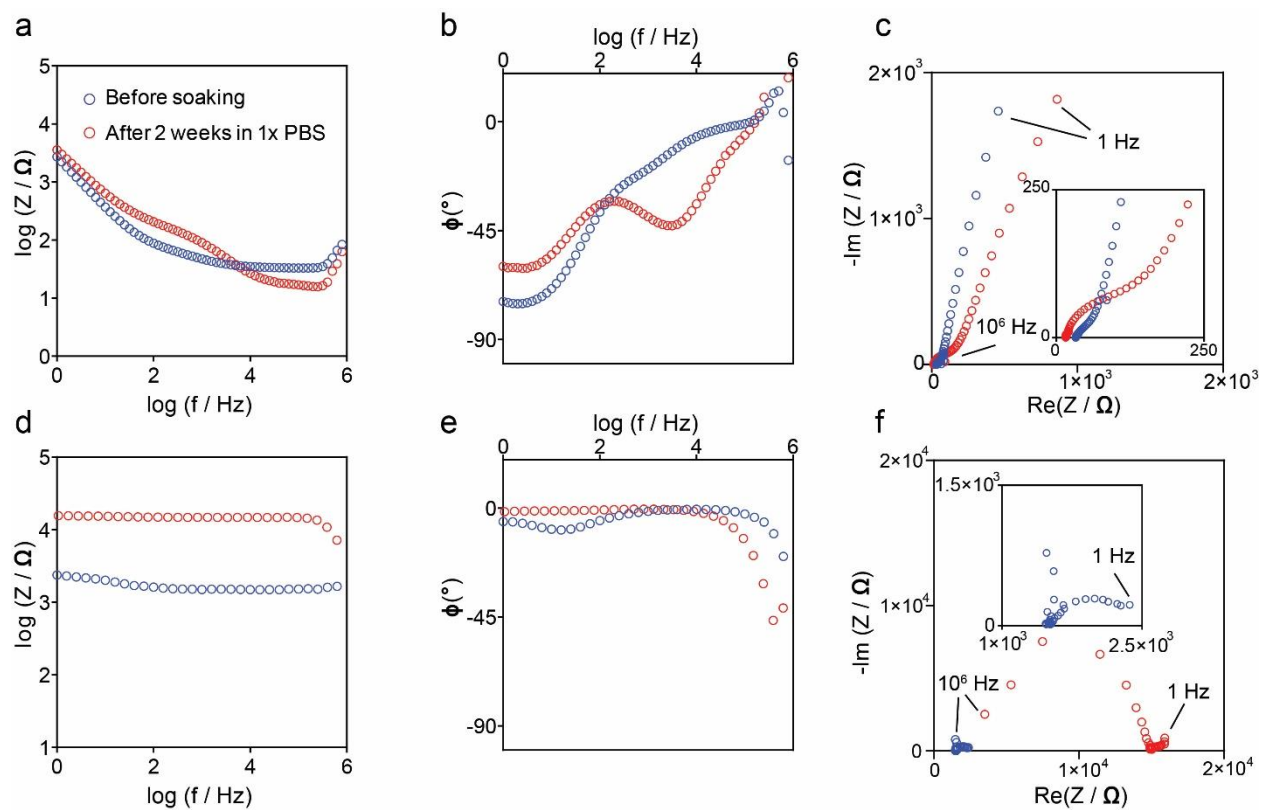 a
log (Z / Ω)
5
4
3
2
1
0
0 2 4 6
log (f / Hz)
Before soaking
After 2 weeks in 1x PBS
b
log (f / Hz)
0 2 4 6
ϕ(°)
0
-45
-90
c
-Im (Z / Ω)
2×10³
1×10³
0
0 1×10³ 2×10³
Re(Z / Ω)
1 Hz
10⁶ Hz
250
0
0 250
d
log (Z / Ω)
5
4
3
2
1
0 2 4 6
log (f / Hz)
e
log (f / Hz)
0 2 4 6
ϕ(°)
0
-45
-90
f
-Im (Z / Ω)
2×10⁴
1×10⁴
0
0 1×10⁴ 2×10⁴
Re(Z / Ω)
10⁶ Hz
1 Hz
1.5×10³
0
1×10³ 2.5×10³
1 Hz